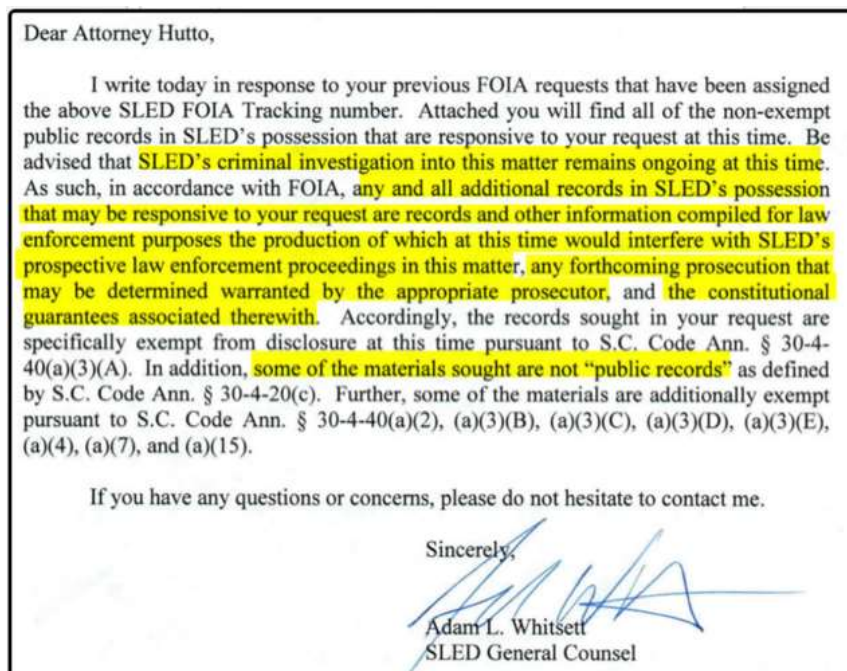 Dear Attorney Hutto,
I write today in response to your previous FOIA requests that have been assigned
the above SLED FOIA Tracking number. Attached you will find all of the non-exempt
public records in SLED's possession that are responsive to your request at this time. Be
advised that SLED's criminal investigation into this matter remains ongoing at this time.
As such, in accordance with FOIA, any and all additional records in SLED's possession
that may be responsive to your request are records and other information compiled for law
enforcement purposes the production of which at this time would interfere with SLED's
prospective law enforcement proceedings in this matter, any forthcoming prosecution that
may be determined warranted by the appropriate prosecutor, and the constitutional
guarantees associated therewith. Accordingly, the records sought in your request are
specifically exempt from disclosure at this time pursuant to S.C. Code Ann. § 30-4-
40(a)(3)(A). In addition, some of the materials sought are not “public records” as defined
by S.C. Code Ann. § 30-4-20(c). Further, some of the materials are additionally exempt
pursuant to S.C. Code Ann. § 30-4-40(a)(2), (a)(3)(B), (a)(3)(C), (a)(3)(D), (a)(3)(E),
(a)(4), (a)(7), and (a)(15).
If you have any questions or concerns, please do not hesitate to contact me.
Sincerely,
Adam L. Whitsett
SLED General Counsel